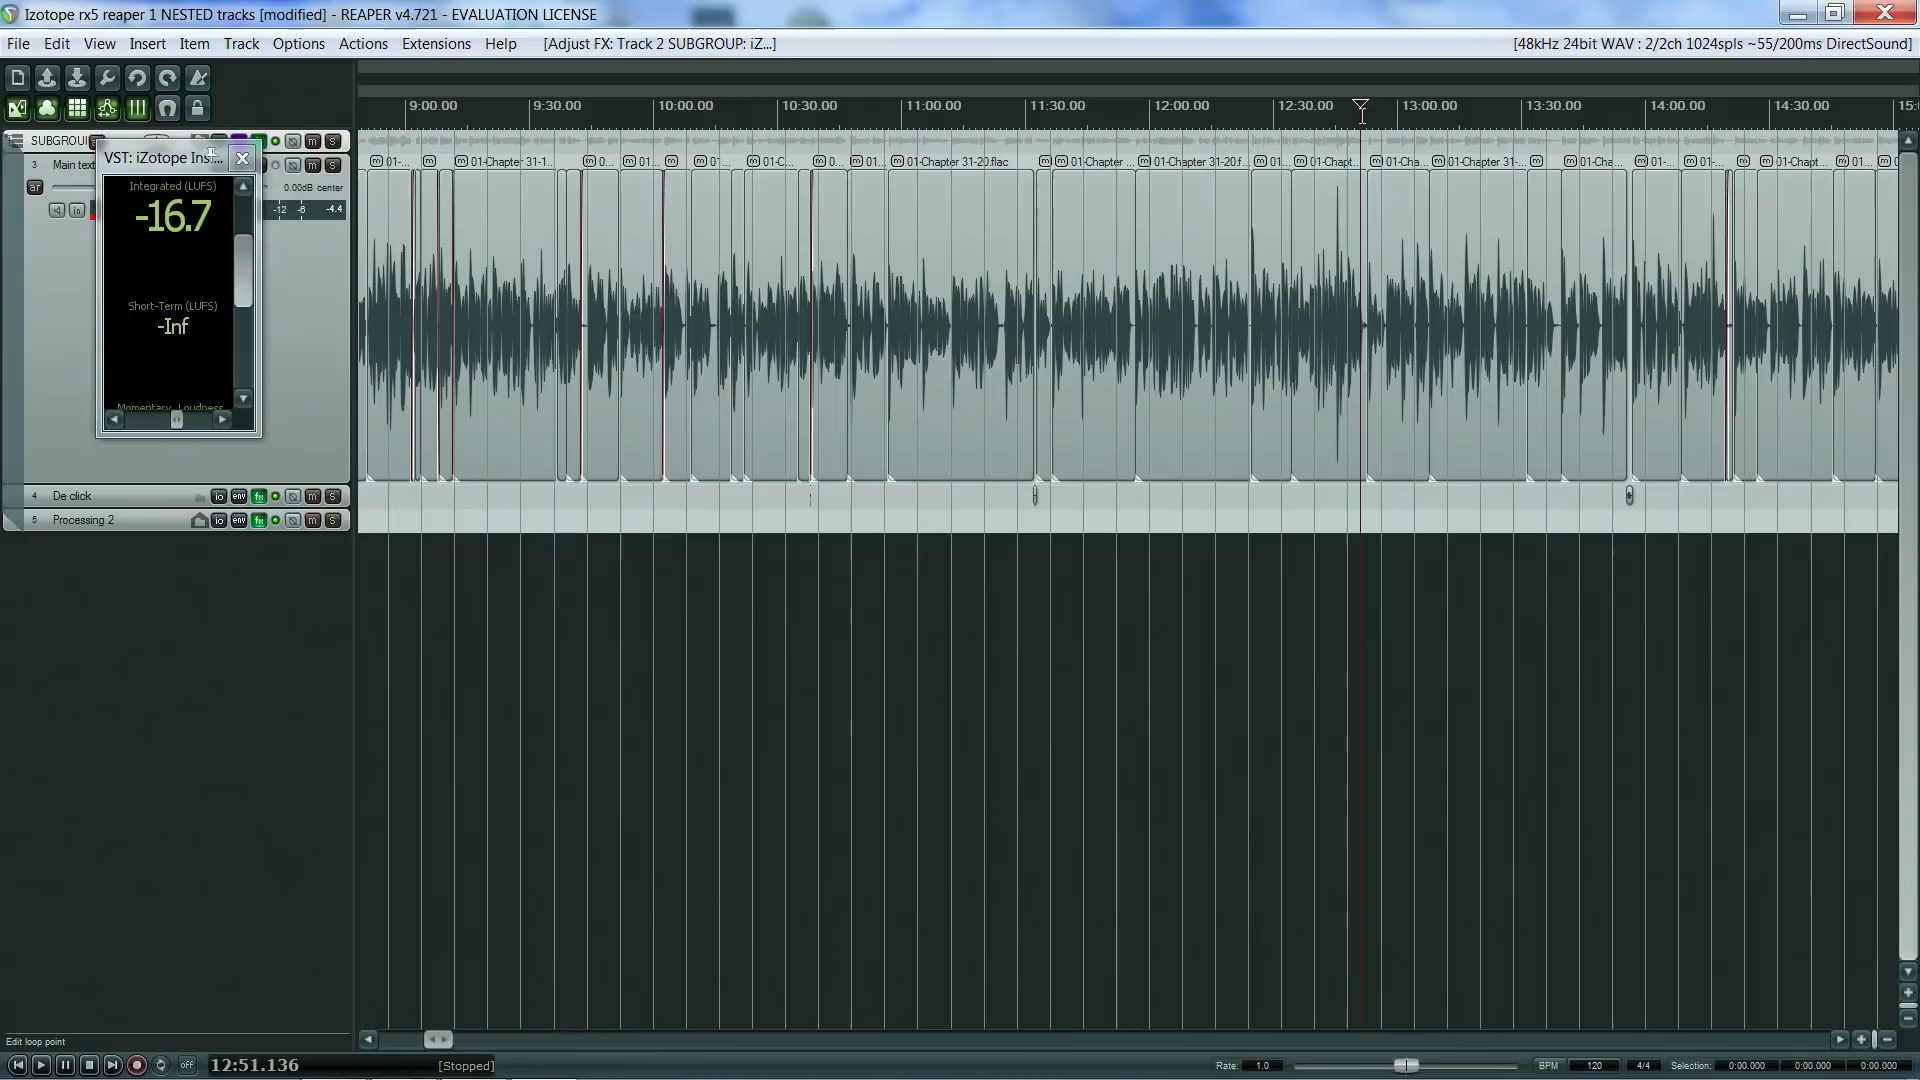 Izotope rx5 reaper 1 NESTED tracks [modified] - REAPER v4.721 - EVALUATION LICENSE
File Edit View Insert Item Track Options Actions Extensions Help [Adjust FX: Track 2 SUBGROUP: iZ...] [48kHz 24bit WAV : 2/2ch 1024spls ~55/200ms DirectSound]
9:00.00 9:30.00 10:00.00 10:30.00 11:00.00 11:30.00 12:00.00 12:30.00 13:00.00 13:30.00 14:00.00 14:30.00
VST: iZotope Ins...
3 Main text
01-... 01-Chapter 31-1... 0... 01... 01... 01-C... 0... 01... 01-Chapter 31-20.flac 01-Chapter ... 01-Chapter 31-20.f... 01... 01-Chapt... 01-Cha... 01-Chapter 31-... 01-Cha... 01-... 01-... 01-Chapt... 01...
Integrated (LUFS)
-16.7
ar 0.00dB center
-12 -6 -4.4
Short-Term (LUFS)
-Inf
4 De click io env fx m S
5 Processing 2 io env fx m S
Edit loop point
OFF 12:51.136 [Stopped] Rate: 1.0 BPM 120 4/4 Selection: 0:00.000 0:00.000 0:00.000